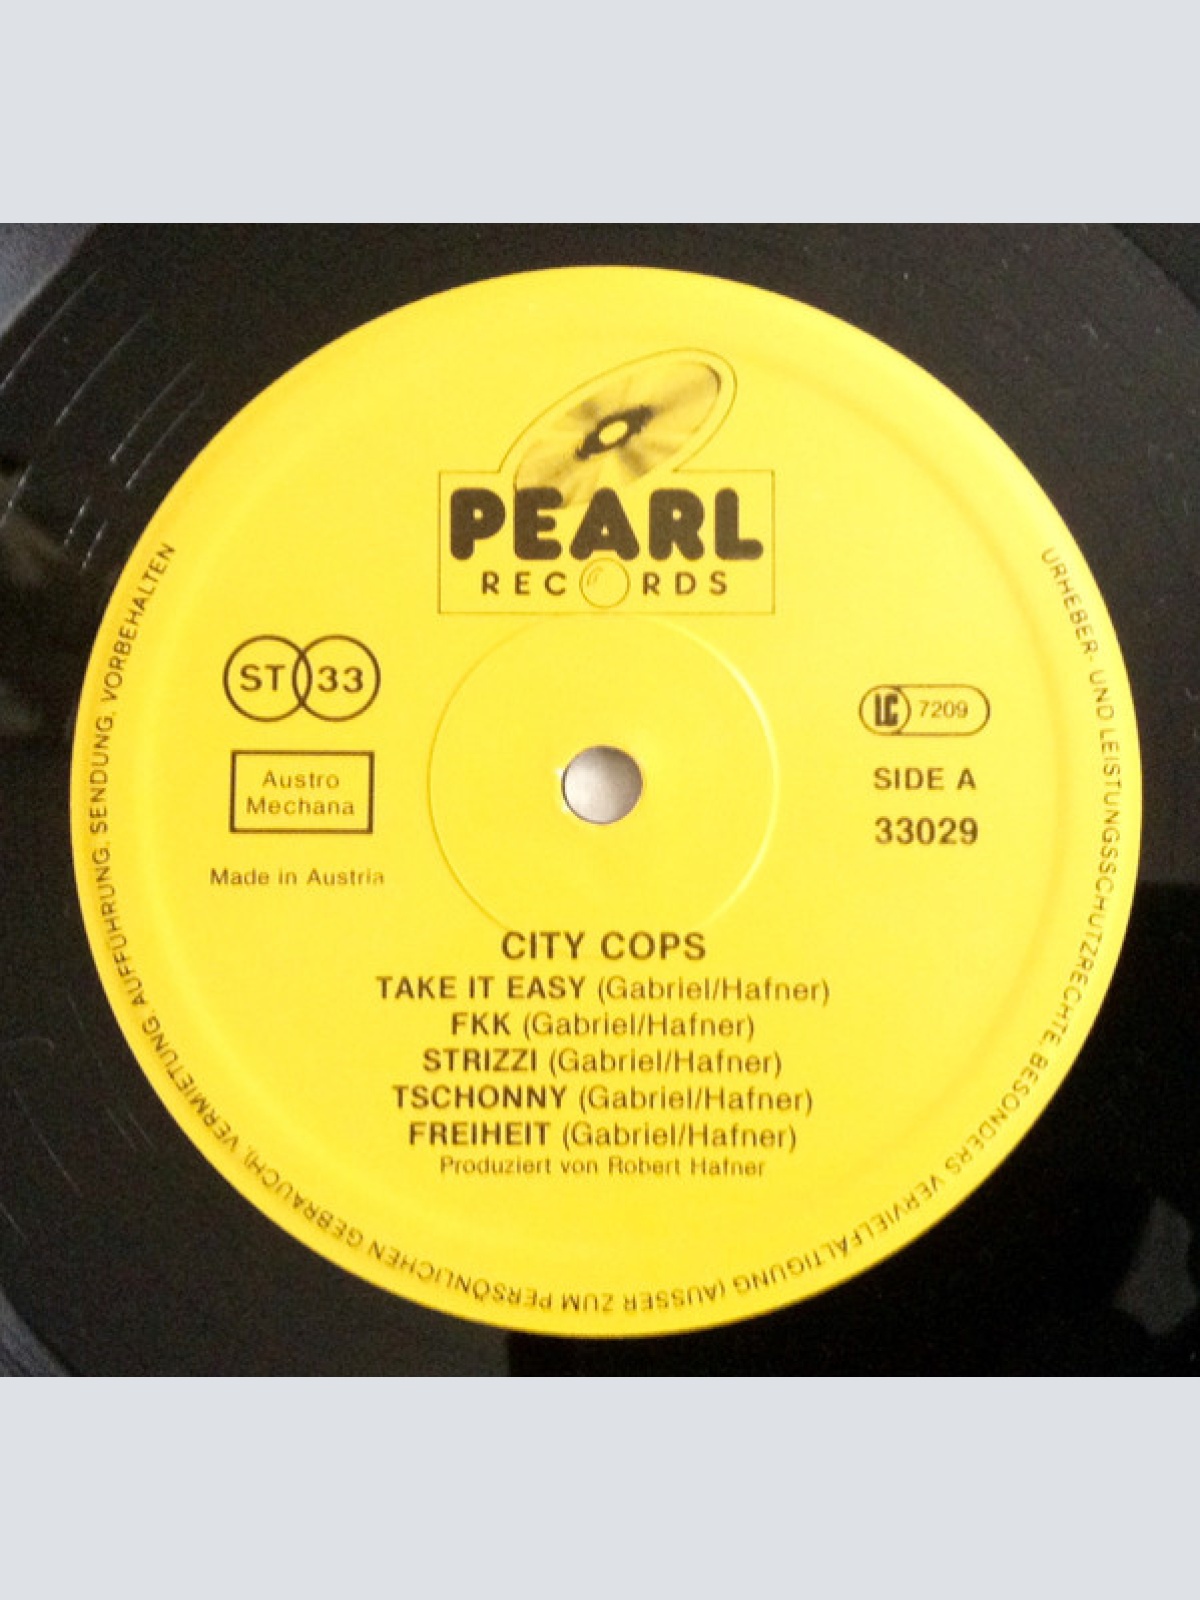 PEARL
RECORDS
ST 33
LC 7209
Austro
Mechana
SIDE A
33029
Made in Austria
CITY COPS
TAKE IT EASY (Gabriel/Hafner)
FKK (Gabriel/Hafner)
STRIZZI (Gabriel/Hafner)
TSCHONNY (Gabriel/Hafner)
FREIHEIT (Gabriel/Hafner)
Produziert von Robert Hafner
URHEBER- UND LEISTUNGSSCHUTZRECHTE, BESONDERS VERVIELFÄLTIGUNG (AUSSER ZUM PERSÖNLICHEN GEBRAUCH), VERMIETUNG, AUFFÜHRUNG, SENDUNG, VORBEHALTEN